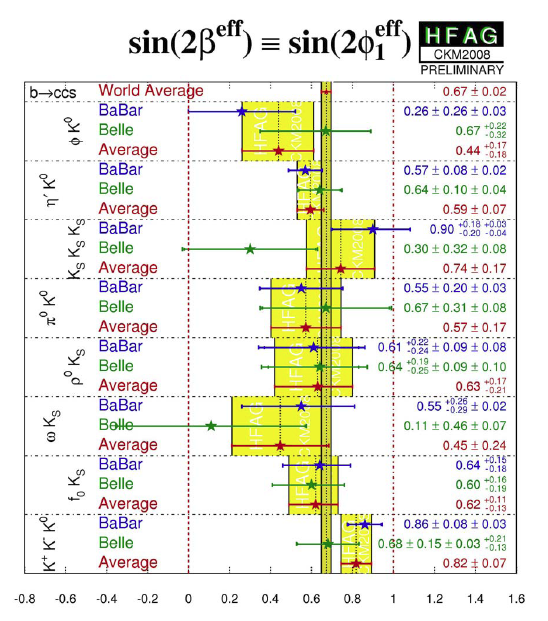 sin(2β^eff) ≡ sin(2ϕ₁^eff)
HFAG
CKM2008
PRELIMINARY
b→ccs World Average 0.67 ± 0.02
ϕ K⁰
BaBar 0.26 ± 0.26 ± 0.03
Belle 0.67 +0.22 -0.32
Average 0.44 +0.17 -0.18
η′ K⁰
BaBar 0.57 ± 0.08 ± 0.02
Belle 0.64 ± 0.10 ± 0.04
Average 0.59 ± 0.07
K_S K_S K_S
BaBar 0.90 +0.18 -0.20 +0.03 -0.04
Belle 0.30 ± 0.32 ± 0.08
Average 0.74 ± 0.17
π⁰ K⁰
BaBar 0.55 ± 0.20 ± 0.03
Belle 0.67 ± 0.31 ± 0.08
Average 0.57 ± 0.17
ρ⁰ K_S
BaBar 0.61 +0.22 -0.24 ± 0.09 ± 0.08
Belle 0.64 +0.19 -0.25 ± 0.09 ± 0.10
Average 0.63 +0.17 -0.21
ω K_S
BaBar 0.55 +0.26 -0.29 ± 0.02
Belle 0.11 ± 0.46 ± 0.07
Average 0.45 ± 0.24
f₀ K_S
BaBar 0.64 +0.15 -0.18
Belle 0.60 +0.16 -0.19
Average 0.62 +0.11 -0.13
K⁺ K⁻ K⁰
BaBar 0.86 ± 0.08 ± 0.03
Belle 0.68 ± 0.15 ± 0.03 +0.21 -0.13
Average 0.82 ± 0.07
-0.8 -0.6 -0.4 -0.2 0 0.2 0.4 0.6 0.8 1 1.2 1.4 1.6